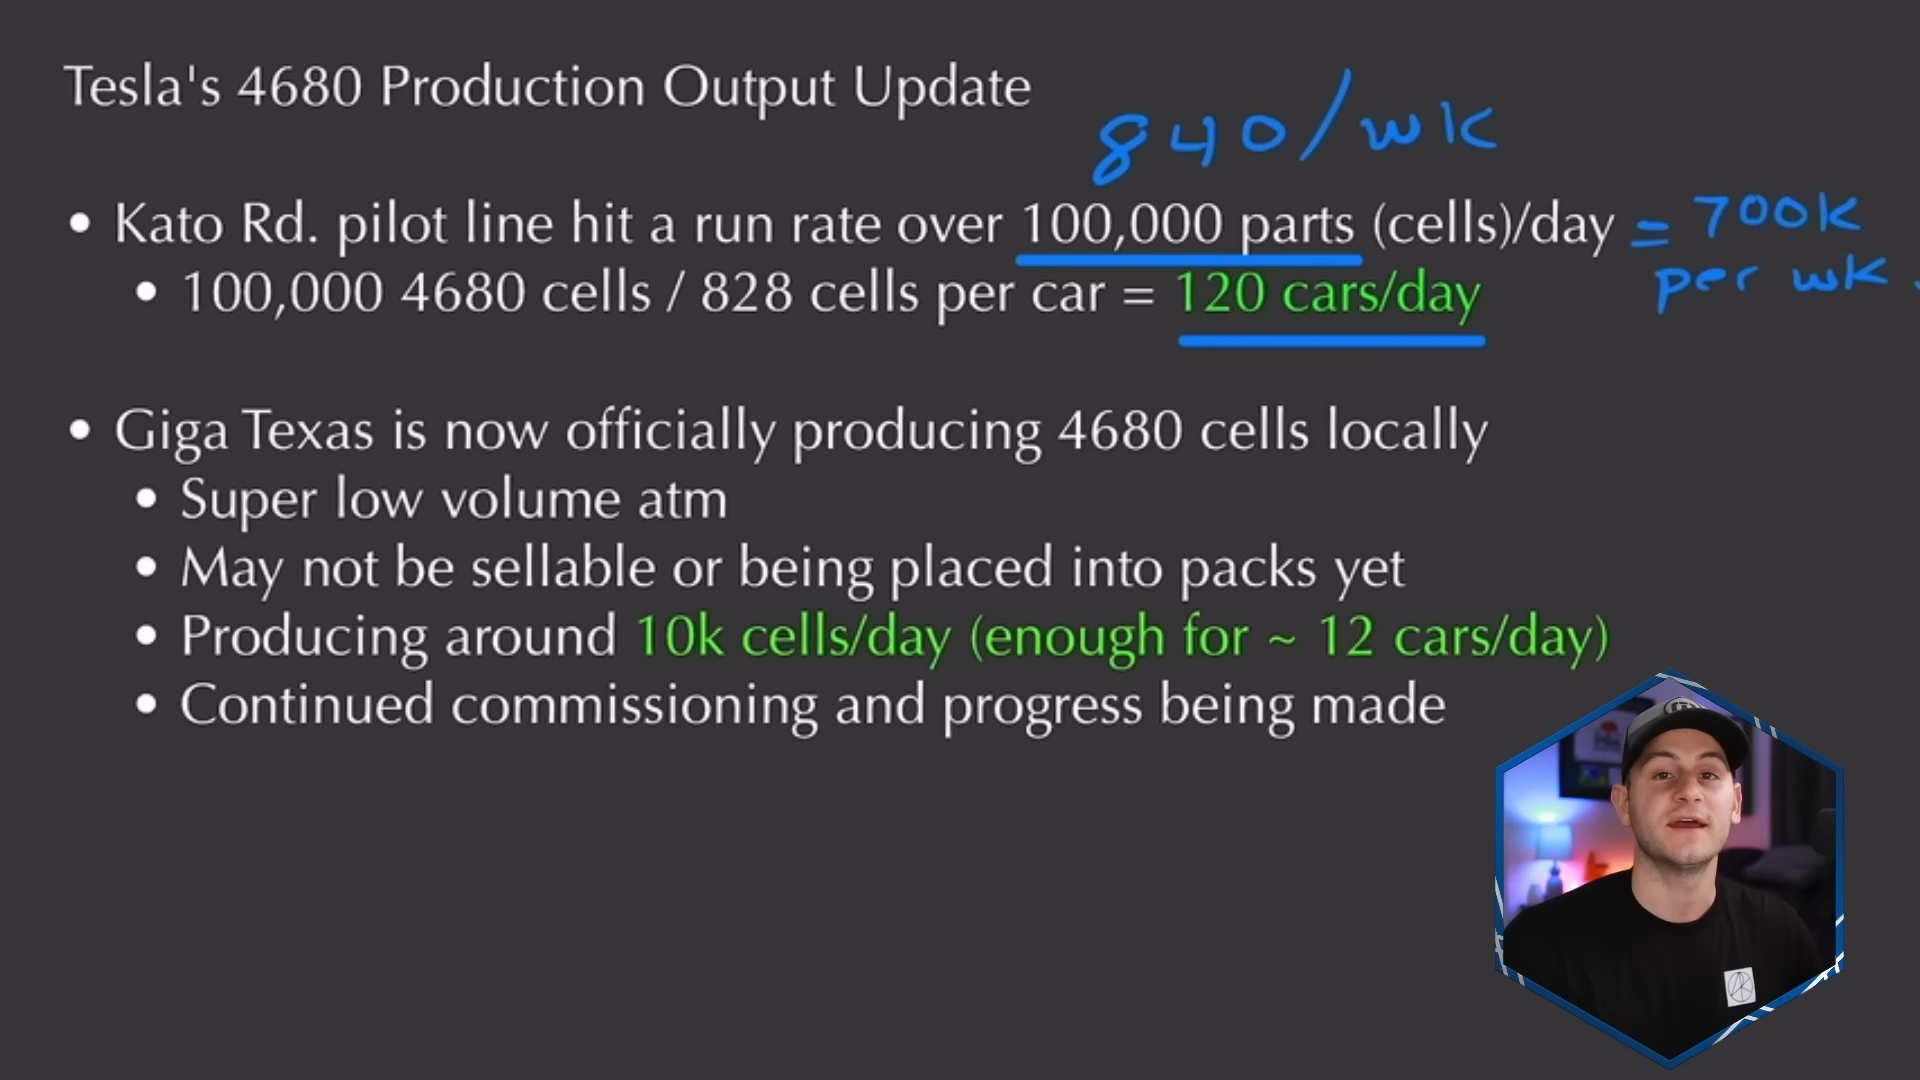 Tesla's 4680 Production Output Update
840/wk
• Kato Rd. pilot line hit a run rate over 100,000 parts (cells)/day = 700k
per wk.
• 100,000 4680 cells / 828 cells per car = 120 cars/day
• Giga Texas is now officially producing 4680 cells locally
• Super low volume atm
• May not be sellable or being placed into packs yet
• Producing around 10k cells/day (enough for ~ 12 cars/day)
• Continued commissioning and progress being made